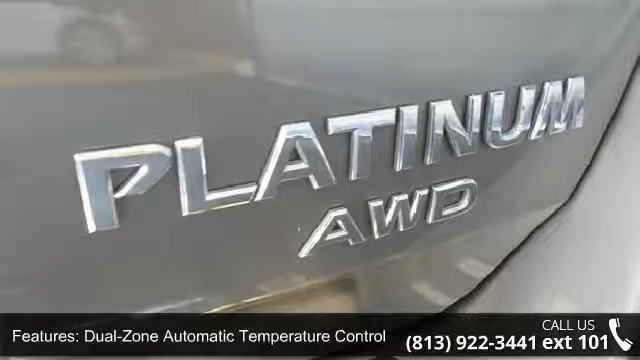 PLATINUM
AWD
Features: Dual-Zone Automatic Temperature Control
CALL US
(813) 922-3441 ext 101